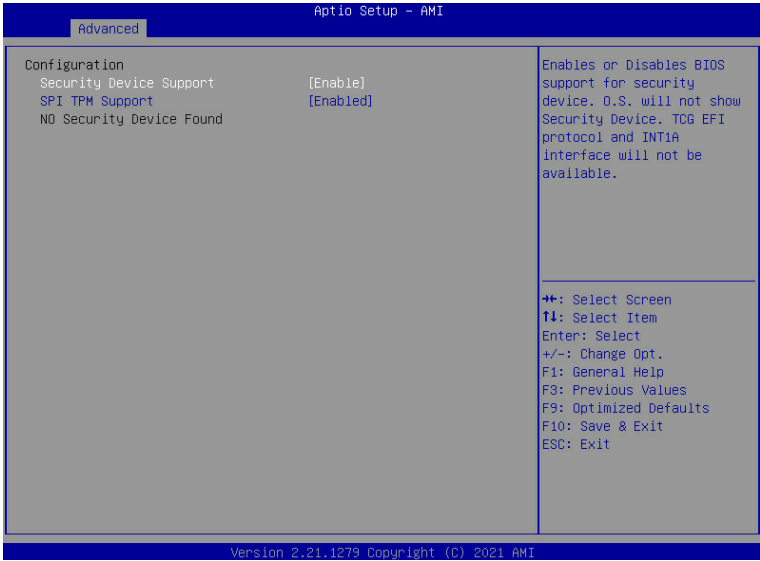 Aptio Setup – AMI
Advanced
Configuration
Security Device Support [Enable]
SPI TPM Support [Enabled]
NO Security Device Found
Enables or Disables BIOS
support for security
device. O.S. will not show
Security Device. TCG EFI
protocol and INT1A
interface will not be
available.
→←: Select Screen
↑↓: Select Item
Enter: Select
+/-: Change Opt.
F1: General Help
F3: Previous Values
F9: Optimized Defaults
F10: Save & Exit
ESC: Exit
Version 2.21.1279 Copyright (C) 2021 AMI